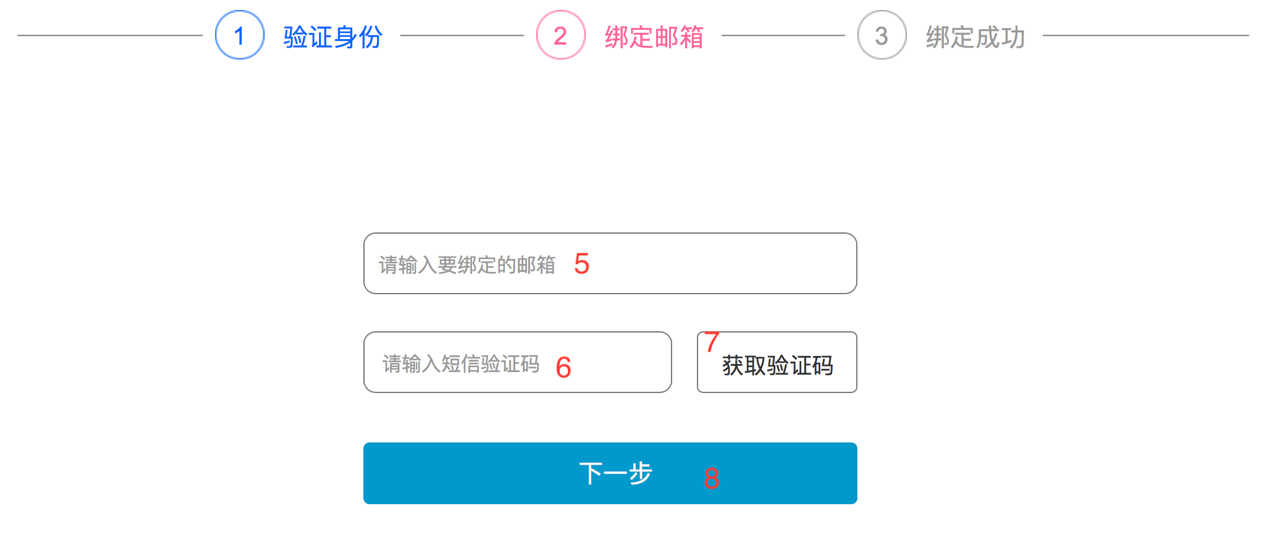 1 验证身份 2 绑定邮箱 3 绑定成功
请输入要绑定的邮箱 5
请输入短信验证码 6 7 获取验证码
下一步 8